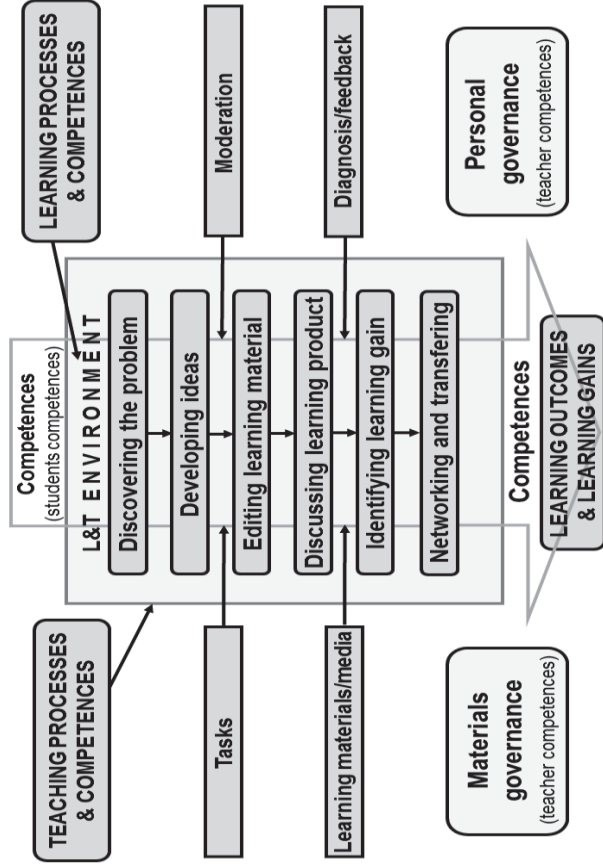 TEACHING PROCESSES
& COMPETENCES
Competences
(students competences)
LEARNING PROCESSES
& COMPETENCES
L&T ENVIRONMENT
Discovering the problem
Developing ideas
Editing learning material
Discussing learning product
Identifying learning gain
Networking and transfering
Tasks
Learning materials/media
Moderation
Diagnosis/feedback
Materials
governance
(teacher competences)
Competences
LEARNING OUTCOMES
& LEARNING GAINS
Personal
governance
(teacher competences)